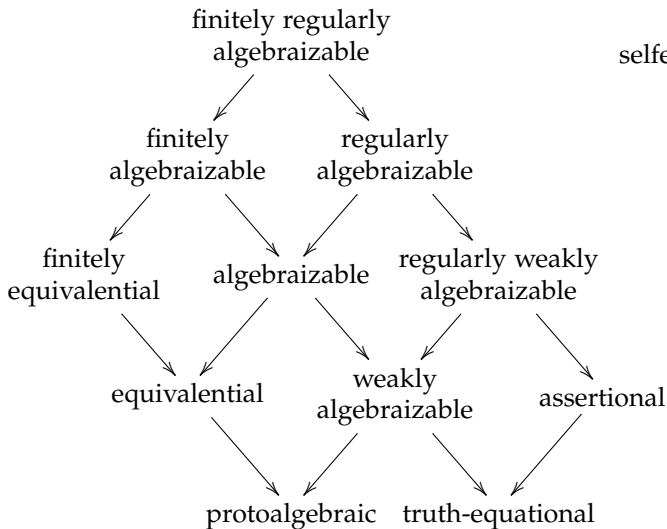 finitely regularly
algebraizable
selfe
finitely
algebraizable
regularly
algebraizable
finitely
equivalential
algebraizable
regularly weakly
algebraizable
equivalential
weakly
algebraizable
assertional
protoalgebraic
truth-equational